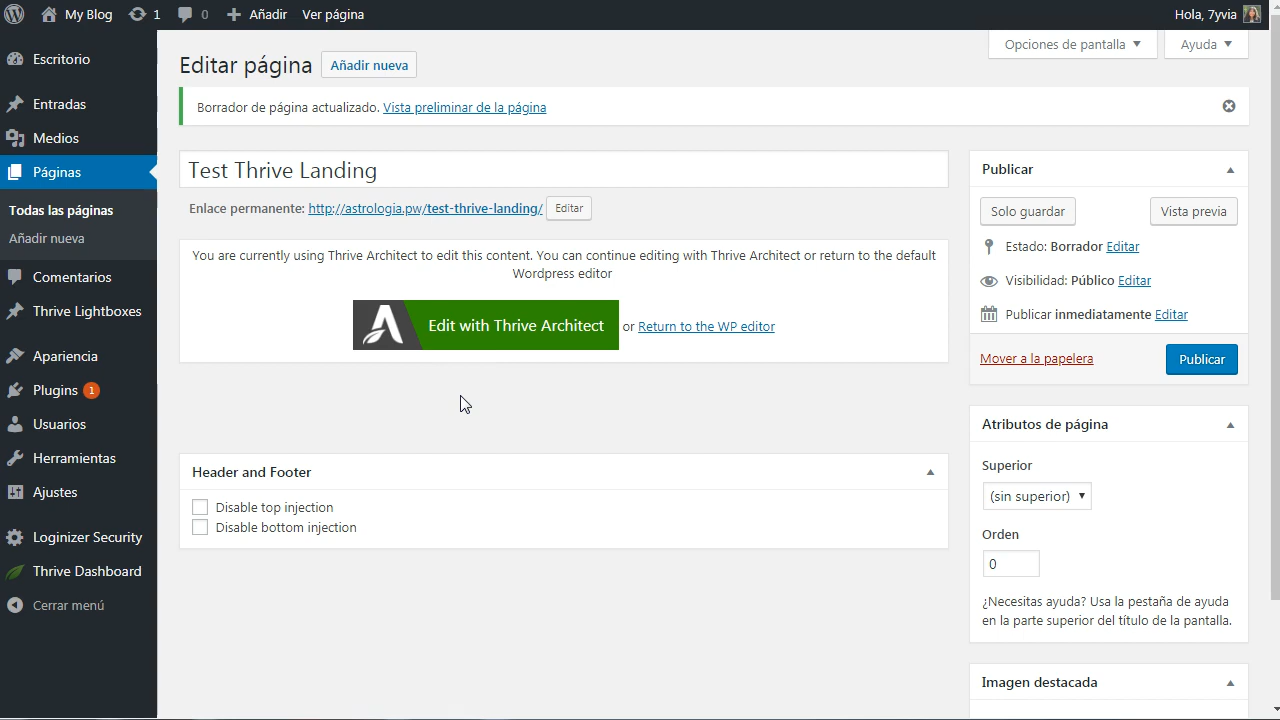 My Blog
1
0
Añadir
Ver página
Hola, 7yvia
Escritorio
Entradas
Medios
Páginas
Todas las páginas
Añadir nueva
Comentarios
Thrive Lightboxes
Apariencia
Plugins 1
Usuarios
Herramientas
Ajustes
Loginizer Security
Thrive Dashboard
Cerrar menú
Opciones de pantalla
Ayuda
Editar página
Añadir nueva
Borrador de página actualizado. Vista preliminar de la página
Test Thrive Landing
Enlace permanente: http://astrologia.pw/test-thrive-landing/ Editar
You are currently using Thrive Architect to edit this content. You can continue editing with Thrive Architect or return to the default
Wordpress editor
Edit with Thrive Architect or Return to the WP editor
Header and Footer
Disable top injection
Disable bottom injection
Publicar
Solo guardar
Vista previa
Estado: Borrador Editar
Visibilidad: Público Editar
Publicar inmediatamente Editar
Mover a la papelera
Publicar
Atributos de página
Superior
(sin superior)
Orden
0
¿Necesitas ayuda? Usa la pestaña de ayuda
en la parte superior del título de la pantalla.
Imagen destacada